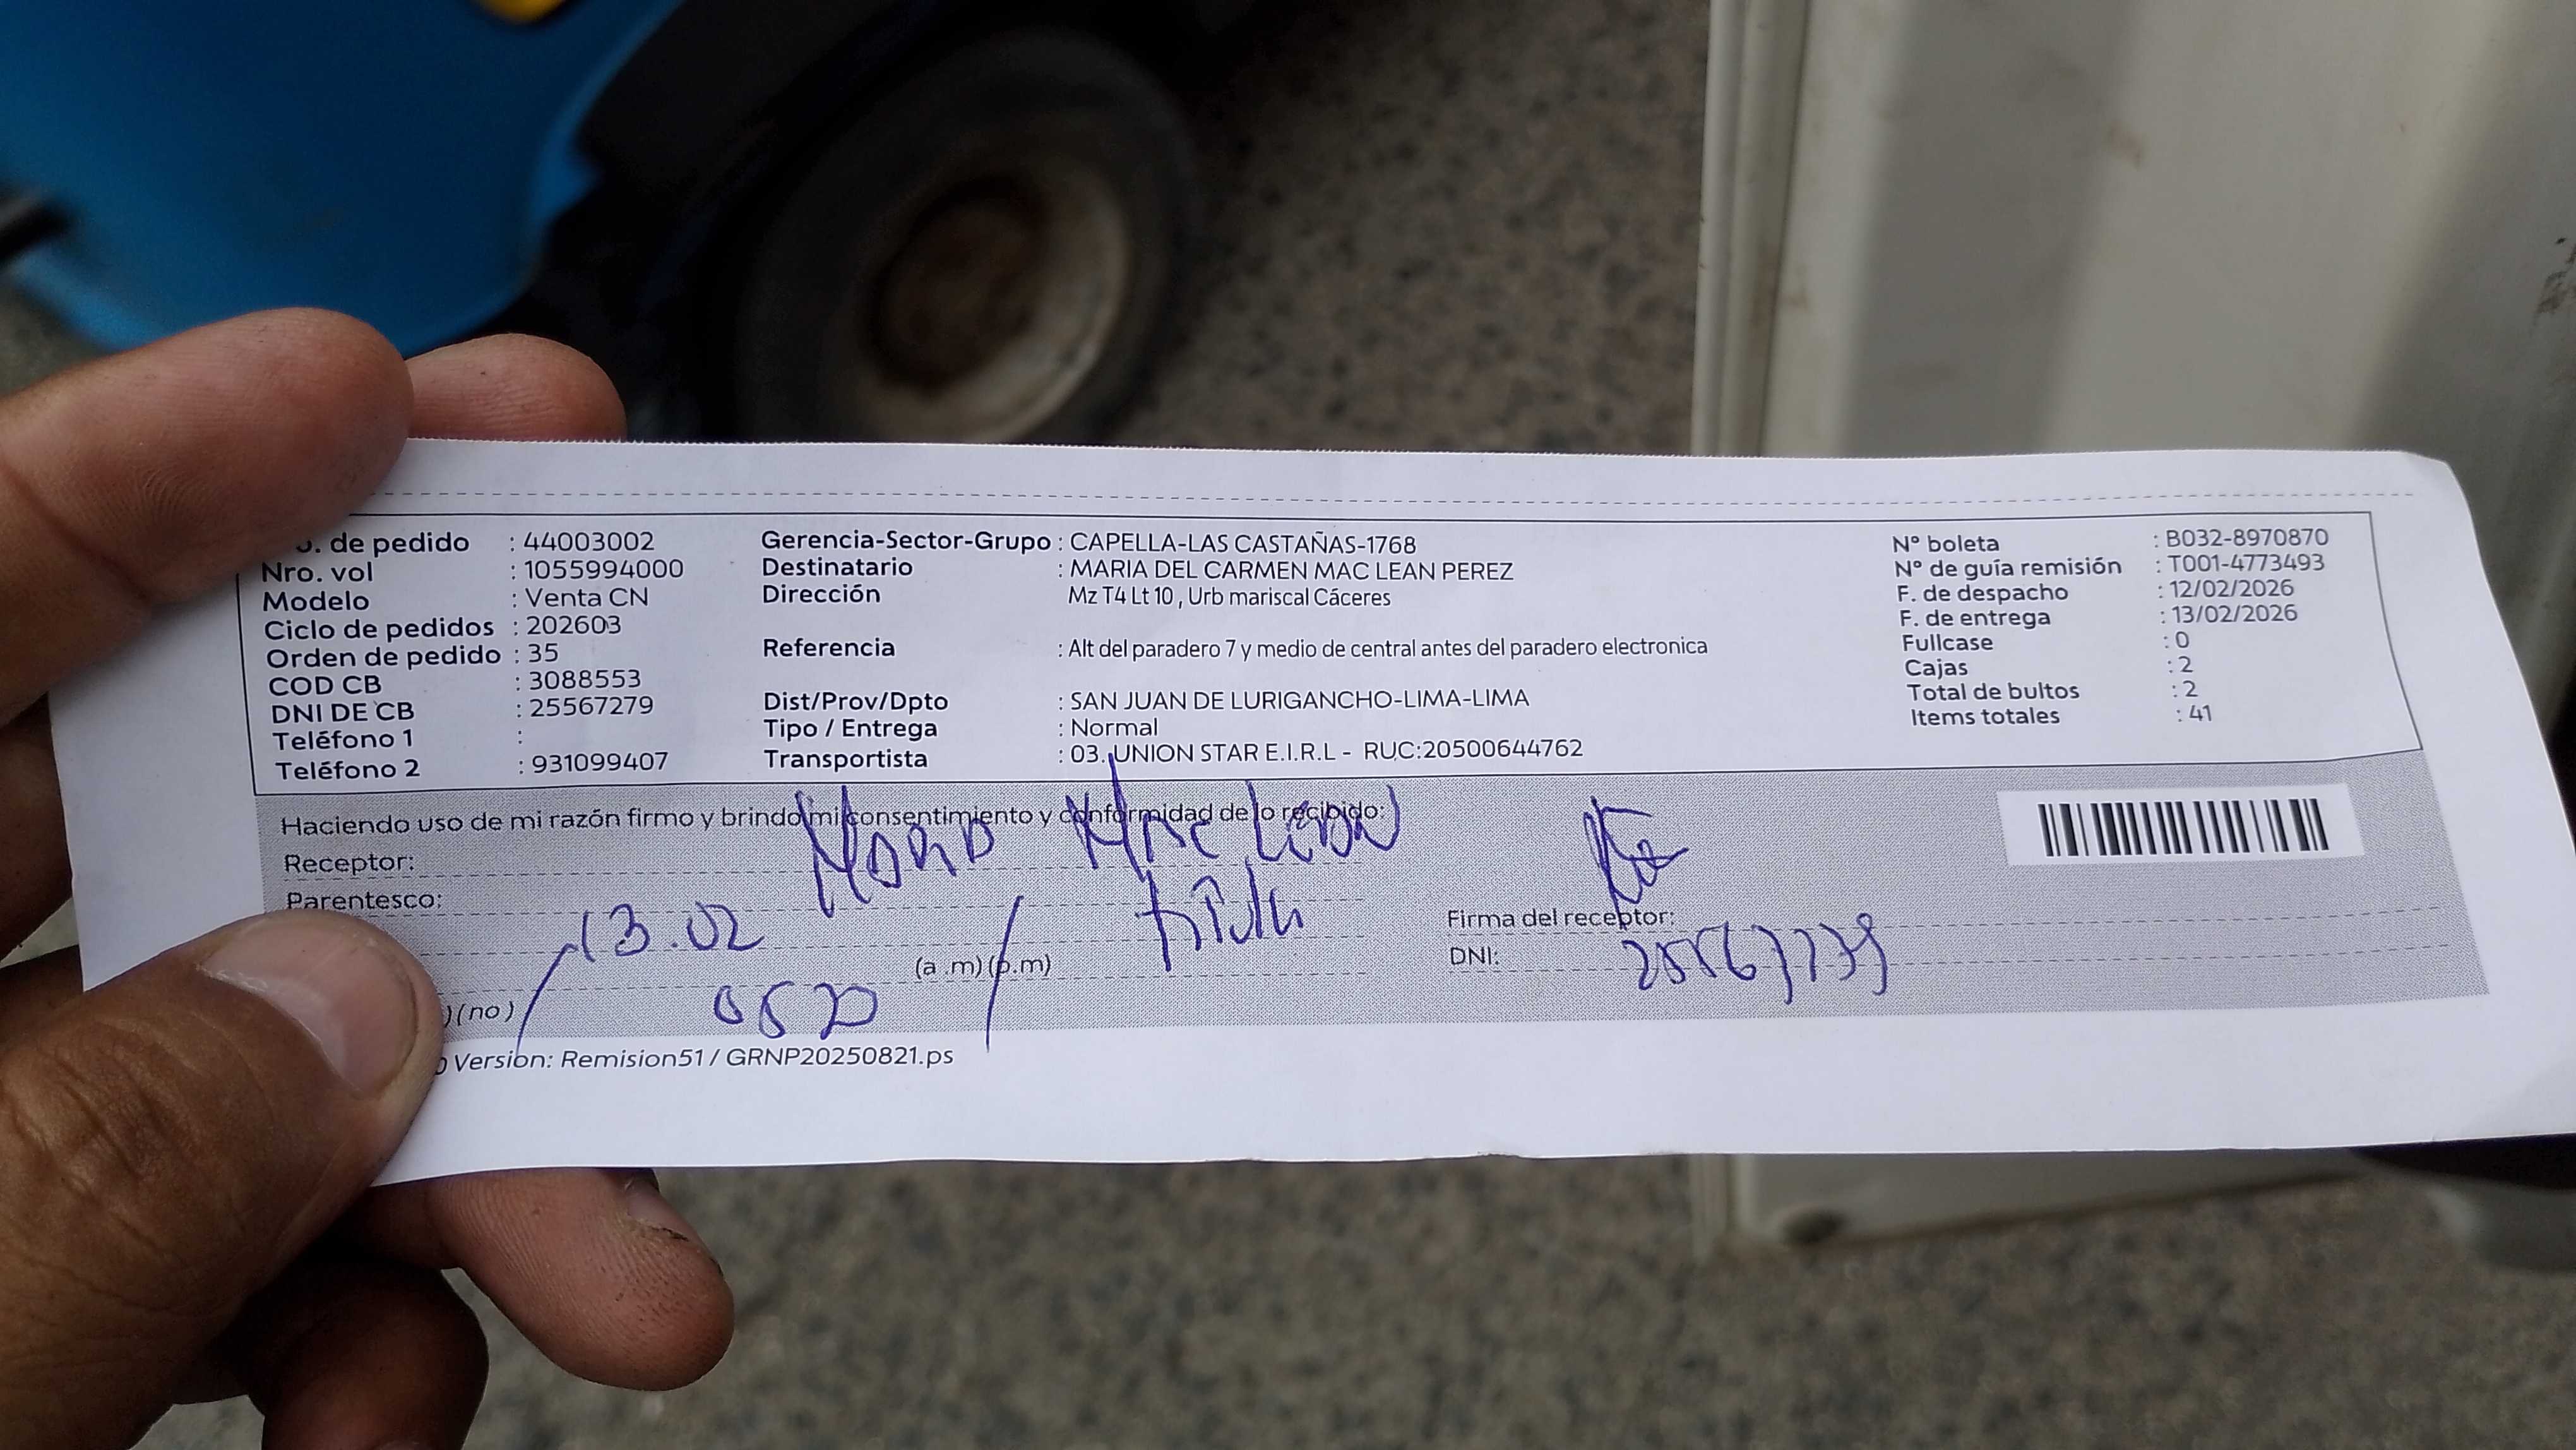 o. de pedido : 44003002
Nro. vol : 1055994000
Modelo : Venta CN
Ciclo de pedidos : 202603
Orden de pedido : 35
COD CB : 3088553
DNI DE CB : 25567279
Teléfono 1 :
Teléfono 2 : 931099407
Gerencia-Sector-Grupo : CAPELLA-LAS CASTAÑAS-1768
Destinatario : MARIA DEL CARMEN MAC LEAN PEREZ
Dirección Mz T4 Lt 10 , Urb mariscal Cáceres
Referencia : Alt del paradero 7 y medio de central antes del paradero electronica
Dist/Prov/Dpto : SAN JUAN DE LURIGANCHO-LIMA-LIMA
Tipo / Entrega : Normal
Transportista : 03. UNION STAR E.I.R.L - RUC:20500644762
N° boleta : B032-8970870
N° de guía remisión : T001-4773493
F. de despacho : 12/02/2026
F. de entrega : 13/02/2026
Fullcase : 0
Cajas : 2
Total de bultos : 2
Items totales : 41
Haciendo uso de mi razón firmo y brindo mi consentimiento y conformidad de lo recibido:
Receptor: Mac Lean
Parentesco:
13.02
(a .m)(p.m)
)(no)
Firma del receptor:
DNI:
Version: Remision51 / GRNP20250821.ps